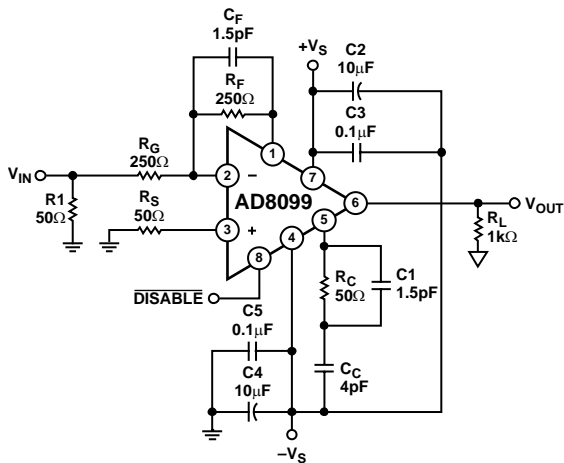 CF
1.5pF
RF
250Ω
+VS
C2
10μF
C3
0.1μF
RG
250Ω
VIN
R1
50Ω
RS
50Ω
1
2
−
3
+
AD8099
7
6
5
4
8
VOUT
RL
1kΩ
DISABLE
RC
50Ω
C1
1.5pF
C5
0.1μF
C4
10μF
CC
4pF
−VS